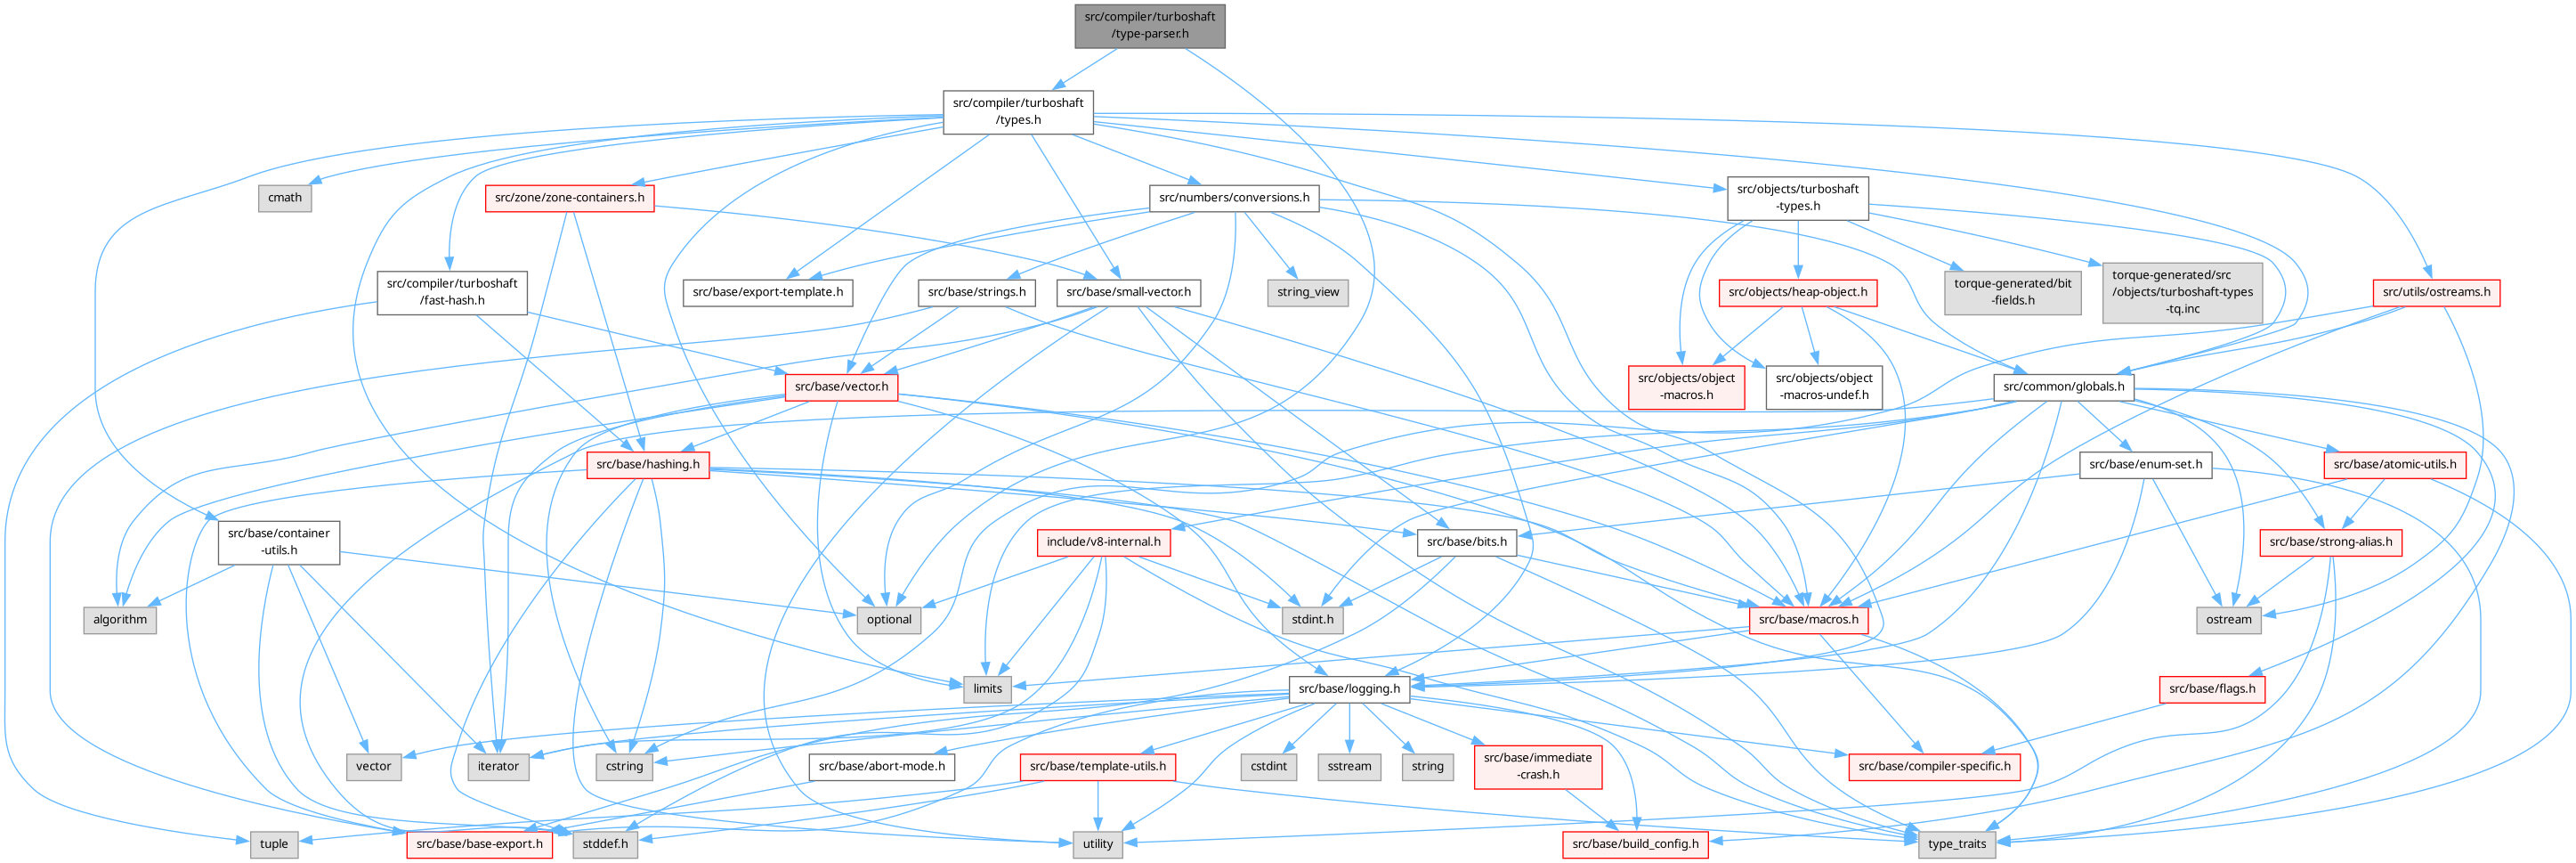 src/compiler/turboshaft
/type-parser.h
src/compiler/turboshaft
/types.h
cmath
src/zone/zone-containers.h
src/numbers/conversions.h
src/objects/turboshaft
-types.h
src/compiler/turboshaft
/fast-hash.h
src/base/export-template.h
src/base/strings.h
src/base/small-vector.h
string_view
src/objects/heap-object.h
torque-generated/bit
-fields.h
torque-generated/src
/objects/turboshaft-types
-tq.inc
src/utils/ostreams.h
src/base/vector.h
src/objects/object
-macros.h
src/objects/object
-macros-undef.h
src/common/globals.h
src/base/hashing.h
src/base/enum-set.h
src/base/atomic-utils.h
src/base/container
-utils.h
include/v8-internal.h
src/base/bits.h
src/base/strong-alias.h
algorithm
optional
stdint.h
src/base/macros.h
ostream
limits
src/base/logging.h
src/base/flags.h
vector
iterator
cstring
src/base/abort-mode.h
src/base/template-utils.h
cstdint
sstream
string
src/base/immediate
-crash.h
src/base/compiler-specific.h
tuple
src/base/base-export.h
stddef.h
utility
src/base/build_config.h
type_traits